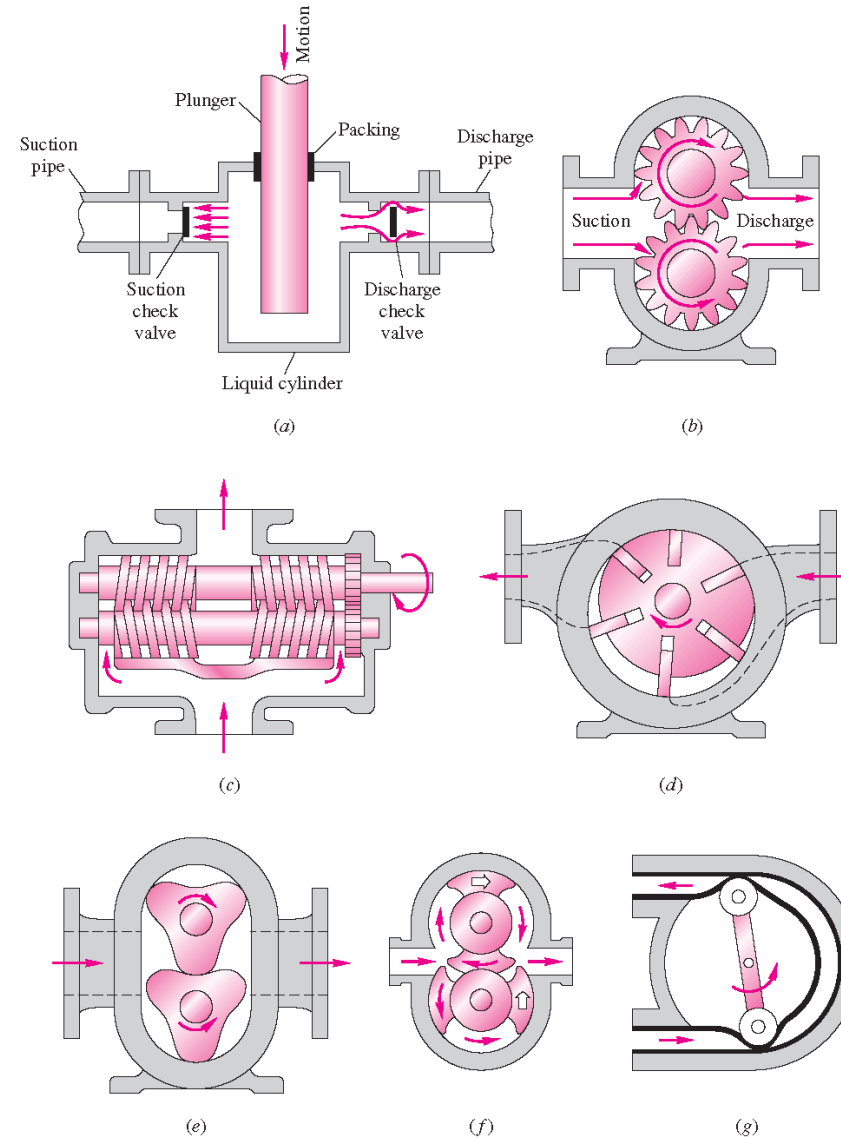 Motion
Plunger
Packing
Suction
pipe
Discharge
pipe
Suction
check
valve
Discharge
check
valve
Liquid cylinder
(a)
Suction
Discharge
(b)
(c)
(d)
(e)
(f)
(g)